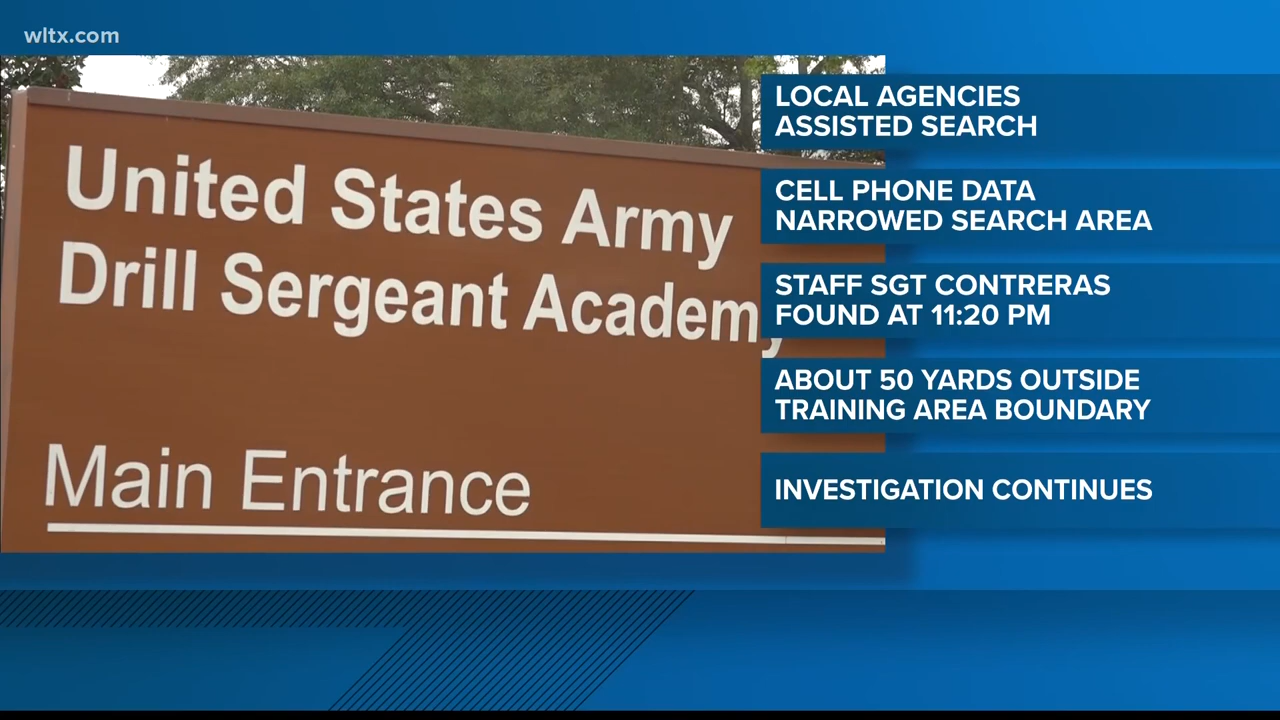 wltx.com
United States Army
Drill Sergeant Academy
Main Entrance
LOCAL AGENCIES
ASSISTED SEARCH
CELL PHONE DATA
NARROWED SEARCH AREA
STAFF SGT CONTRERAS
FOUND AT 11:20 PM
ABOUT 50 YARDS OUTSIDE
TRAINING AREA BOUNDARY
INVESTIGATION CONTINUES